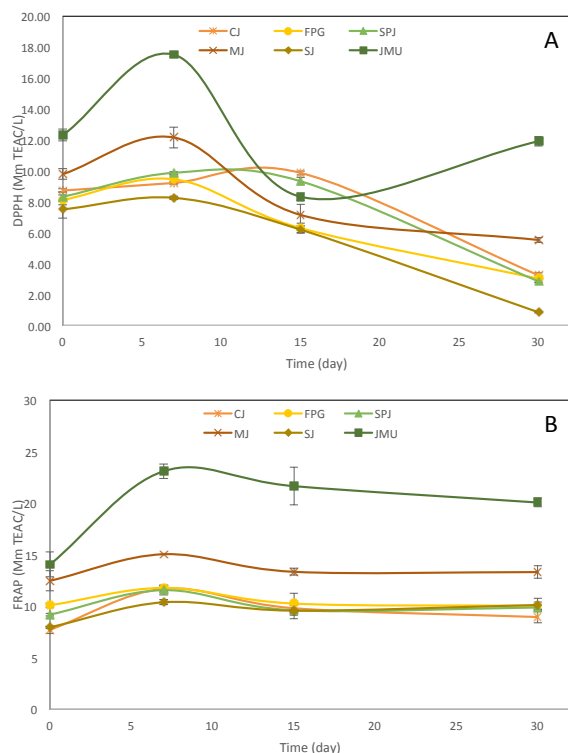 A
CJ FPG SPJ
MJ SJ JMU
DPPH (Mm TEAC/L)
20.00
18.00
16.00
14.00
12.00
10.00
8.00
6.00
4.00
2.00
0.00
0 5 10 15 20 25 30
Time (day)
B
CJ FPG SPJ
MJ SJ JMU
FRAP (Mm TEAC/L)
30
25
20
15
10
5
0
0 5 10 15 20 25 30
Time (day)